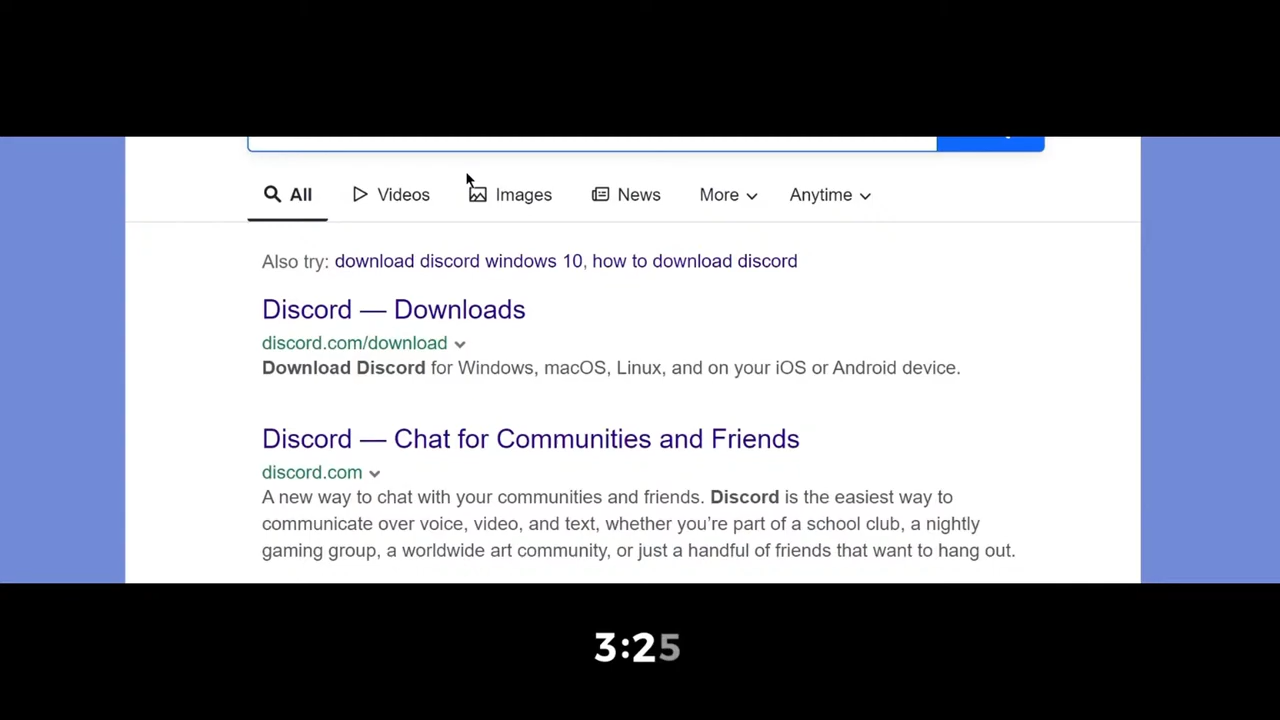 All Videos Images News More Anytime
Also try: download discord windows 10, how to download discord
Discord — Downloads
discord.com/download
Download Discord for Windows, macOS, Linux, and on your iOS or Android device.
Discord — Chat for Communities and Friends
discord.com
A new way to chat with your communities and friends. Discord is the easiest way to
communicate over voice, video, and text, whether you’re part of a school club, a nightly
gaming group, a worldwide art community, or just a handful of friends that want to hang out.
3:25